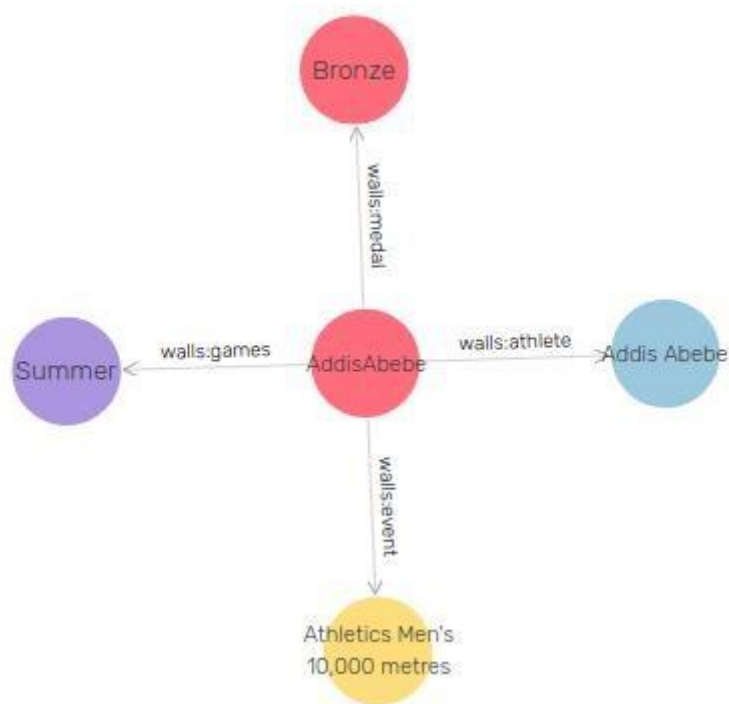 Bronze
walls:medal
Summer
walls:games
AddisAbebe
walls:athlete
Addis Abebe
walls:event
Athletics Men's
10,000 metres